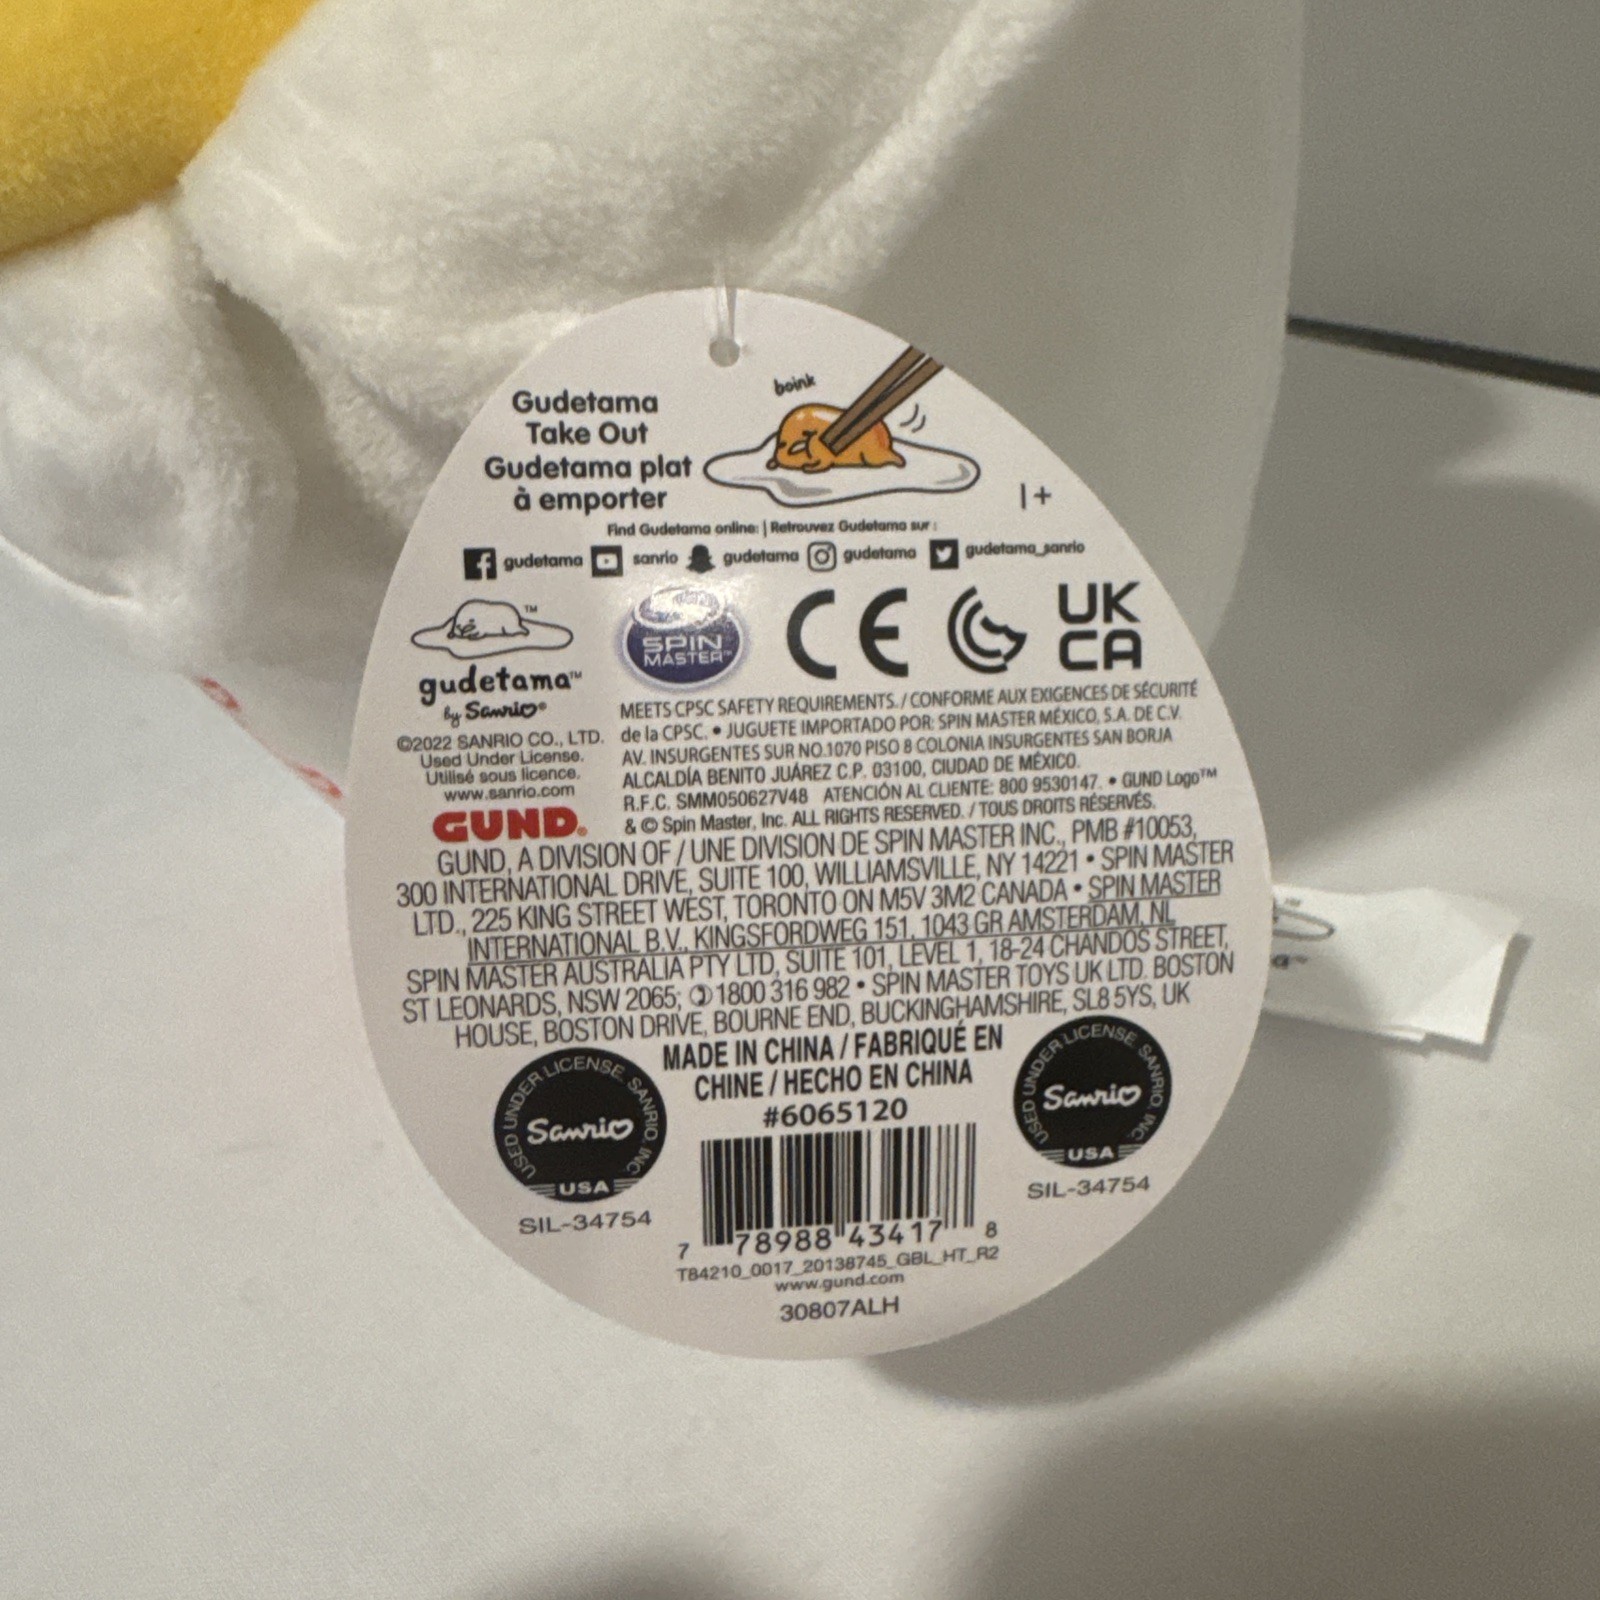 Gudetama
Take Out
Gudetama plat
à emporter
boink
1+
Find Gudetama online: | Retrouvez Gudetama sur :
gudetama sanrio gudetama gudetama gudetama_sanrio
gudetama™
by Sanrio®
©2022 SANRIO CO., LTD.
Used Under License.
Utilisé sous licence.
www.sanrio.com
GUND®
SPIN
MASTER™
CE
UK
CA
MEETS CPSC SAFETY REQUIREMENTS. / CONFORME AUX EXIGENCES DE SÉCURITÉ
de la CPSC. • JUGUETE IMPORTADO POR: SPIN MASTER MÉXICO, S.A. DE C.V.
AV. INSURGENTES SUR NO.1070 PISO 8 COLONIA INSURGENTES SAN BORJA
ALCALDÍA BENITO JUÁREZ C.P. 03100, CIUDAD DE MÉXICO.
R.F.C. SMM050627V48 ATENCIÓN AL CLIENTE: 800 9530147. • GUND Logo™
& © Spin Master, Inc. ALL RIGHTS RESERVED. / TOUS DROITS RÉSERVÉS.
GUND, A DIVISION OF / UNE DIVISION DE SPIN MASTER INC., PMB #10053,
300 INTERNATIONAL DRIVE, SUITE 100, WILLIAMSVILLE, NY 14221 • SPIN MASTER
LTD., 225 KING STREET WEST, TORONTO ON M5V 3M2 CANADA • SPIN MASTER
INTERNATIONAL B.V., KINGSFORDWEG 151, 1043 GR AMSTERDAM, NL
SPIN MASTER AUSTRALIA PTY LTD, SUITE 101, LEVEL 1, 18-24 CHANDOS STREET,
ST LEONARDS, NSW 2065; 1800 316 982 • SPIN MASTER TOYS UK LTD. BOSTON
HOUSE, BOSTON DRIVE, BOURNE END, BUCKINGHAMSHIRE, SL8 5YS, UK
MADE IN CHINA / FABRIQUÉ EN
CHINE / HECHO EN CHINA
#6065120
USED UNDER LICENSE. SANRIO, INC.
Sanrio
USA
SIL-34754
USED UNDER LICENSE. SANRIO, INC.
Sanrio
USA
SIL-34754
7 78988 43417 8
T84210_0017_20138745_GBL_HT_R2
www.gund.com
30807ALH